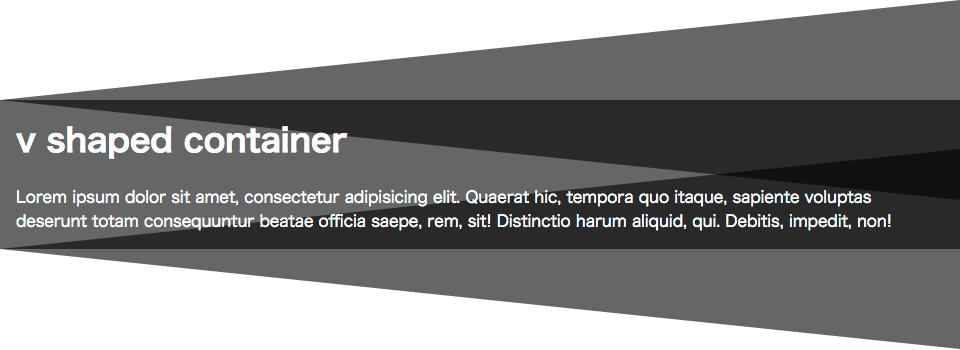 v shaped container
Lorem ipsum dolor sit amet, consectetur adipisicing elit. Quaerat hic, tempora quo itaque, sapiente voluptas
deserunt totam consequuntur beatae officia saepe, rem, sit! Distinctio harum aliquid, qui. Debitis, impedit, non!